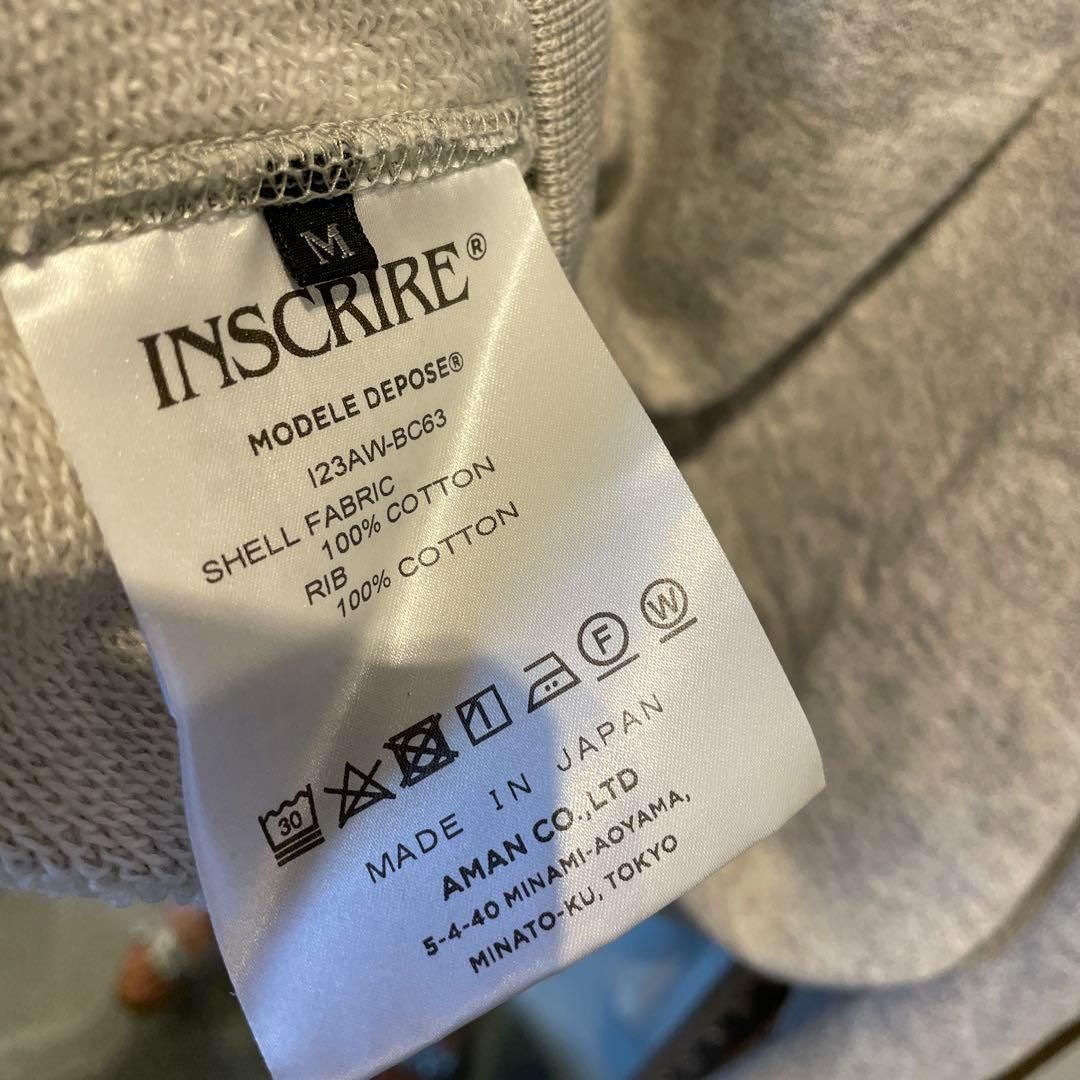 M
INSCRIRE®
MODELE DEPOSE®
I23AW-BC63
SHELL FABRIC
100% COTTON
RIB
100% COTTON
30
F
W
MADE IN JAPAN
AMAN CO.,LTD
5-4-40 MINAMI-AOYAMA,
MINATO-KU, TOKYO